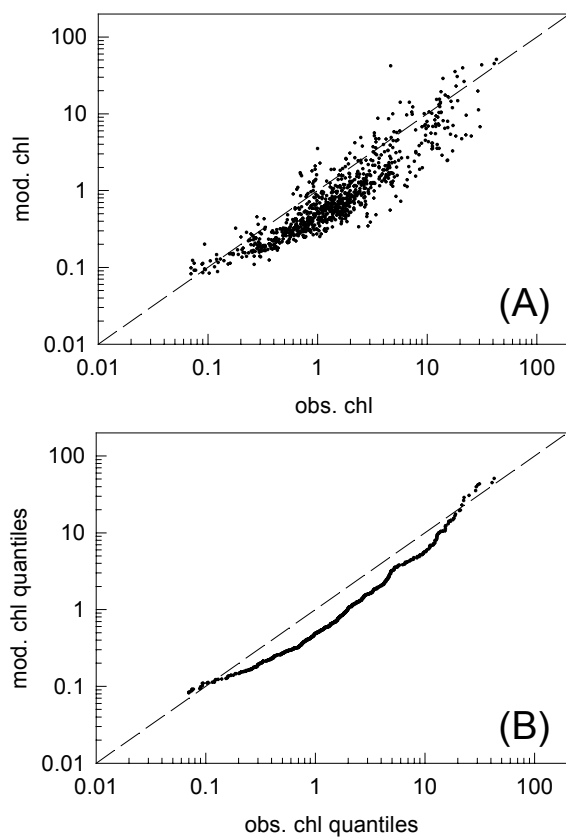 100
10
1
0.1
0.01
mod. chl
(A)
0.01 0.1 1 10 100
obs. chl
100
10
1
0.1
0.01
mod. chl quantiles
(B)
0.01 0.1 1 10 100
obs. chl quantiles